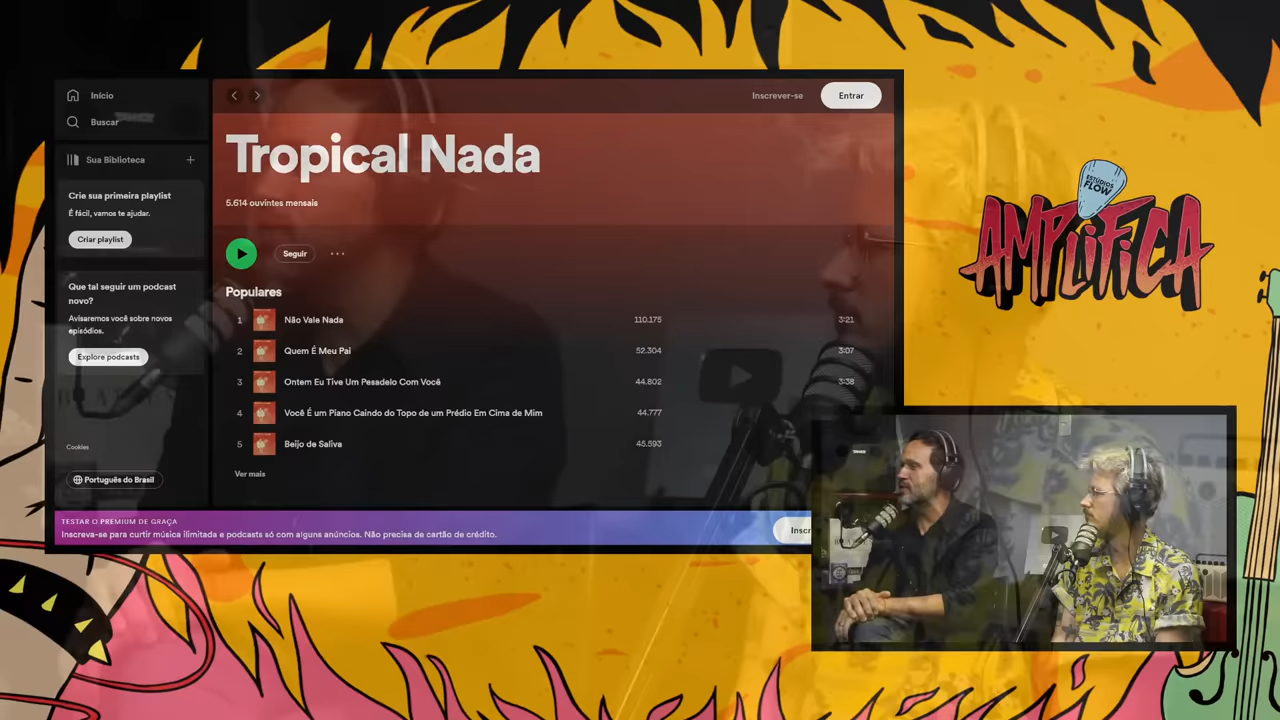 Início
Buscar
Sua Biblioteca
Crie sua primeira playlist
É fácil, vamos te ajudar.
Criar playlist
Que tal seguir um podcast
novo?
Avisaremos você sobre novos
episódios.
Explore podcasts
Cookies
Português do Brasil
Inscrever-se
Entrar
Tropical Nada
5.614 ouvintes mensais
Seguir
Populares
1 Não Vale Nada 110.175 3:21
2 Quem É Meu Pai 52.304 3:07
3 Ontem Eu Tive Um Pesadelo Com Você 44.802 3:38
4 Você É um Piano Caindo do Topo de um Prédio Em Cima de Mim 44.777
5 Beijo de Saliva 45.593
Ver mais
TESTAR O PREMIUM DE GRAÇA
Inscreva-se para curtir música ilimitada e podcasts só com alguns anúncios. Não precisa de cartão de crédito.
Inscr
ESTÚDIOS
FLOW
AMPLIFICA